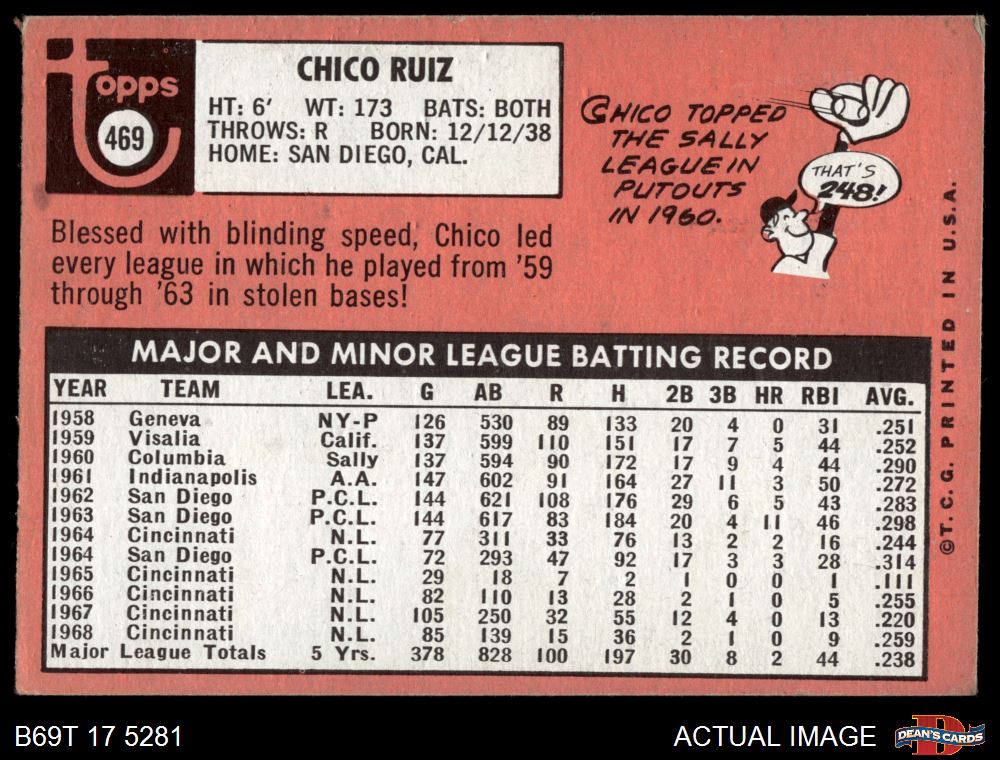 Topps
469
CHICO RUIZ
HT: 6' WT: 173 BATS: BOTH
THROWS: R BORN: 12/12/38
HOME: SAN DIEGO, CAL.
CHICO TOPPED
THE SALLY
LEAGUE IN
PUTOUTS
IN 1960.
THAT'S
248!
Blessed with blinding speed, Chico led
every league in which he played from '59
through '63 in stolen bases!
MAJOR AND MINOR LEAGUE BATTING RECORD
YEAR TEAM LEA. G AB R H 2B 3B HR RBI AVG.
1958 Geneva NY-P 126 530 89 133 20 4 0 31 .251
1959 Visalia Calif. 137 599 110 151 17 7 5 44 .252
1960 Columbia Sally 137 594 90 172 17 9 4 44 .290
1961 Indianapolis A.A. 147 602 91 164 27 11 3 50 .272
1962 San Diego P.C.L. 144 621 108 176 29 6 5 43 .283
1963 San Diego P.C.L. 144 617 83 184 20 4 11 46 .298
1964 Cincinnati N.L. 77 311 33 76 13 2 2 16 .244
1964 San Diego P.C.L. 72 293 47 92 17 3 3 28 .314
1965 Cincinnati N.L. 29 18 7 2 1 0 0 1 .111
1966 Cincinnati N.L. 82 110 13 28 2 1 0 5 .255
1967 Cincinnati N.L. 105 250 32 55 12 4 0 13 .220
1968 Cincinnati N.L. 85 139 15 36 2 1 0 9 .259
Major League Totals 5 Yrs. 378 828 100 197 30 8 2 44 .238
©T.C.G. PRINTED IN U.S.A.
B69T 17 5281
ACTUAL IMAGE
D
DEAN'S CARDS